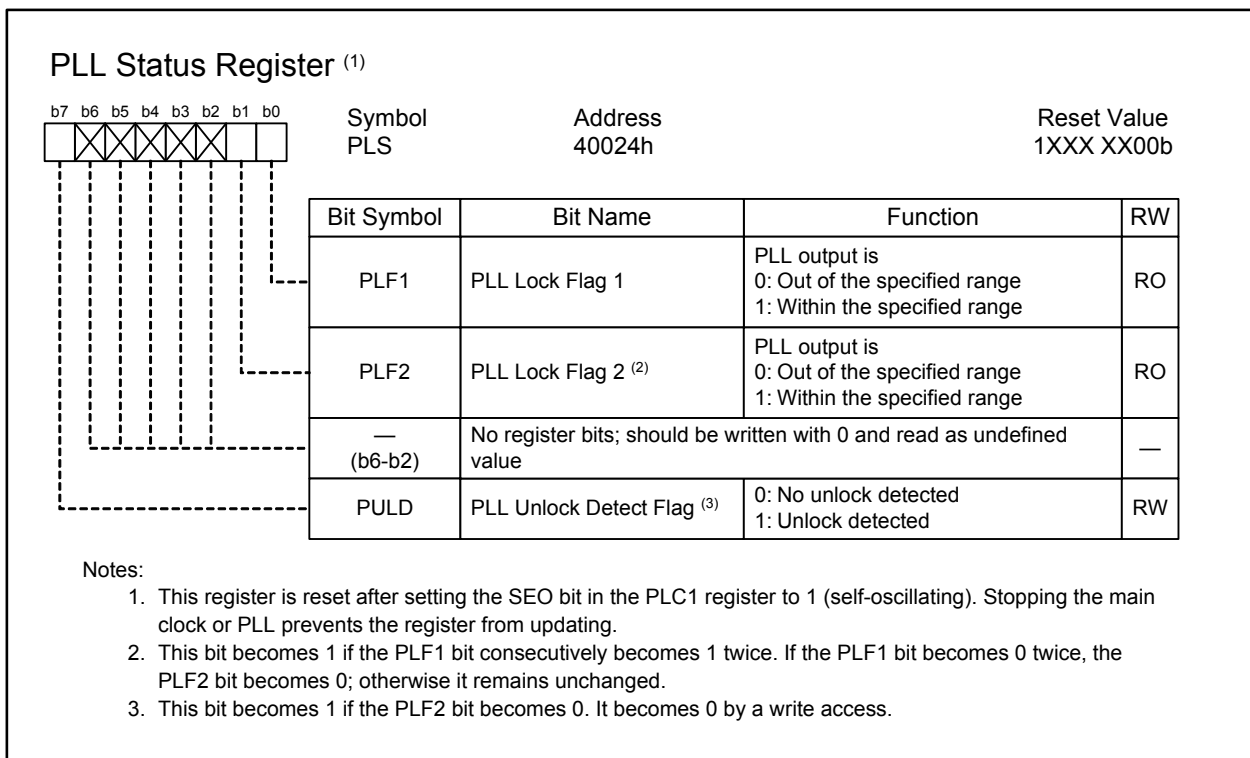 PLL Status Register (1)
b7 b6 b5 b4 b3 b2 b1 b0
Symbol Address Reset Value
PLS 40024h 1XXX XX00b
Bit Symbol Bit Name Function RW
PLF1 PLL Lock Flag 1 PLL output is
0: Out of the specified range
1: Within the specified range RO
PLF2 PLL Lock Flag 2 (2) PLL output is
0: Out of the specified range
1: Within the specified range RO
—
(b6-b2) No register bits; should be written with 0 and read as undefined
value —
PULD PLL Unlock Detect Flag (3) 0: No unlock detected
1: Unlock detected RW
Notes:
1. This register is reset after setting the SEO bit in the PLC1 register to 1 (self-oscillating). Stopping the main
clock or PLL prevents the register from updating.
2. This bit becomes 1 if the PLF1 bit consecutively becomes 1 twice. If the PLF1 bit becomes 0 twice, the
PLF2 bit becomes 0; otherwise it remains unchanged.
3. This bit becomes 1 if the PLF2 bit becomes 0. It becomes 0 by a write access.